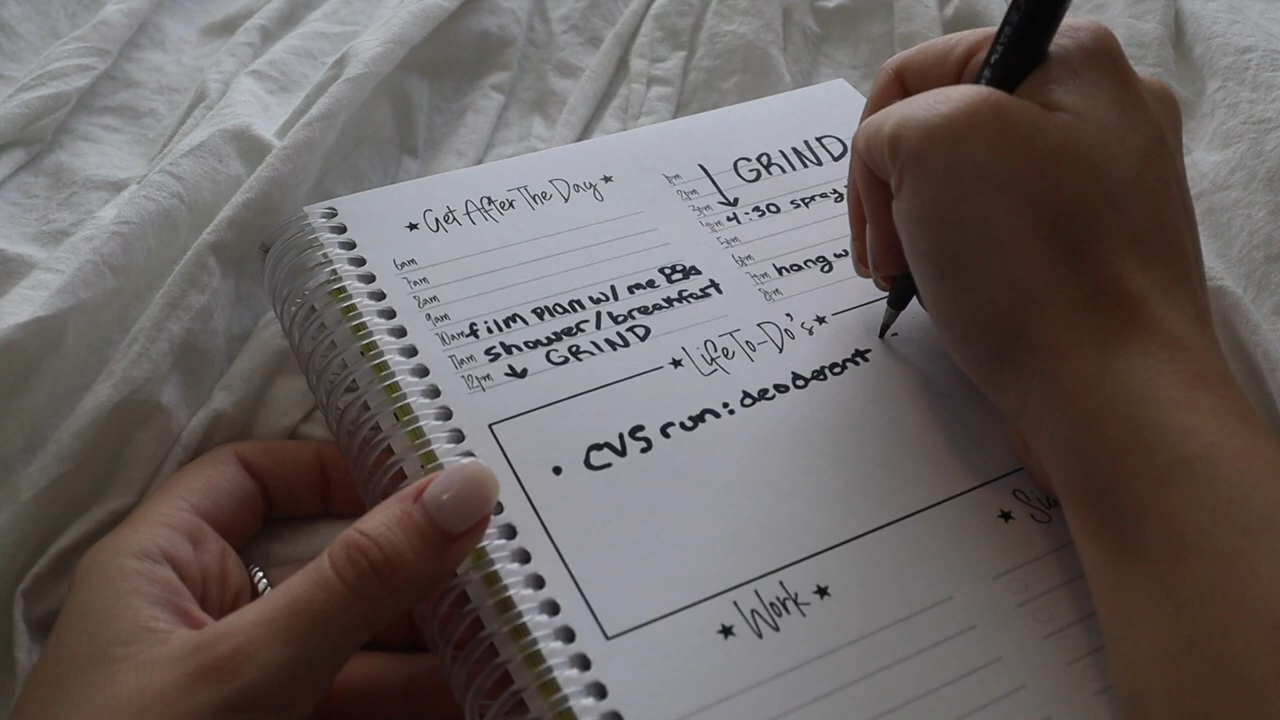 Get After The Day
6am
7am
8am
9am
10am film plan w/ me
11am shower/breakfast
12pm ↓ GRIND
1pm ↓ GRIND
2pm
3pm
4pm 4:30 spray
5pm
6pm
7pm hang w
8pm
Life To-Do's
• CVS run: deoderant
Work